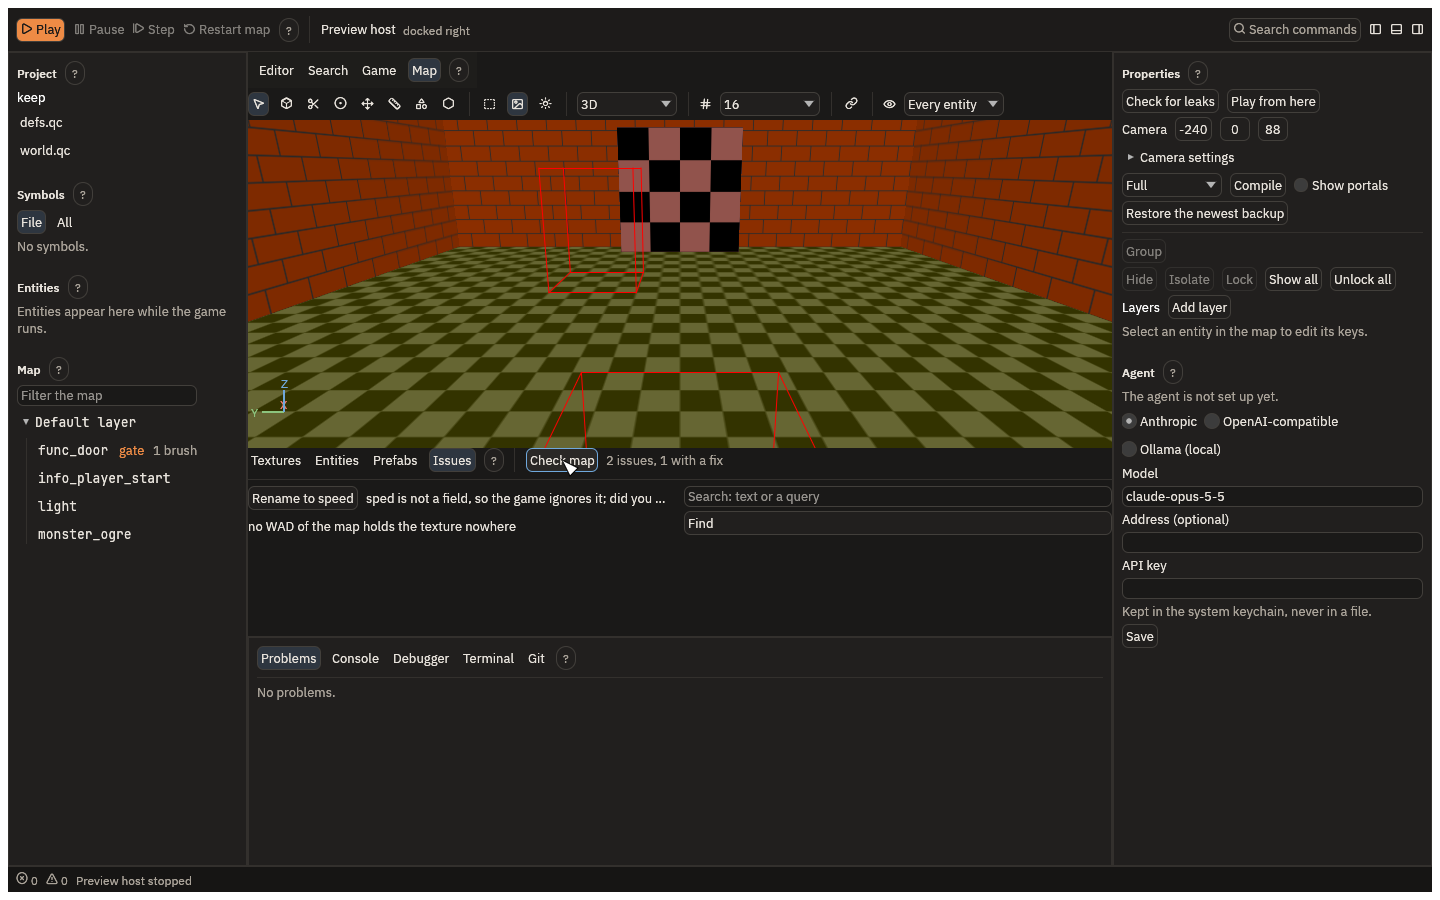 Play Pause Step Restart map ? Preview host docked right Search commands
Project ?
keep
defs.qc
world.qc
Symbols ?
File All
No symbols.
Entities ?
Entities appear here while the game
runs.
Map ?
Filter the map
Default layer
func_door gate 1 brush
info_player_start
light
monster_ogre
Editor Search Game Map ?
3D 16 Every entity
Z
Y X
Textures Entities Prefabs Issues ? Check map 2 issues, 1 with a fix
Rename to speed sped is not a field, so the game ignores it; did you ...
no WAD of the map holds the texture nowhere
Search: text or a query
Find
Problems Console Debugger Terminal Git ?
No problems.
Properties ?
Check for leaks Play from here
Camera -240 0 88
Camera settings
Full Compile Show portals
Restore the newest backup
Group
Hide Isolate Lock Show all Unlock all
Layers Add layer
Select an entity in the map to edit its keys.
Agent ?
The agent is not set up yet.
Anthropic OpenAI-compatible
Ollama (local)
Model
claude-opus-5-5
Address (optional)
API key
Kept in the system keychain, never in a file.
Save
0 0 Preview host stopped